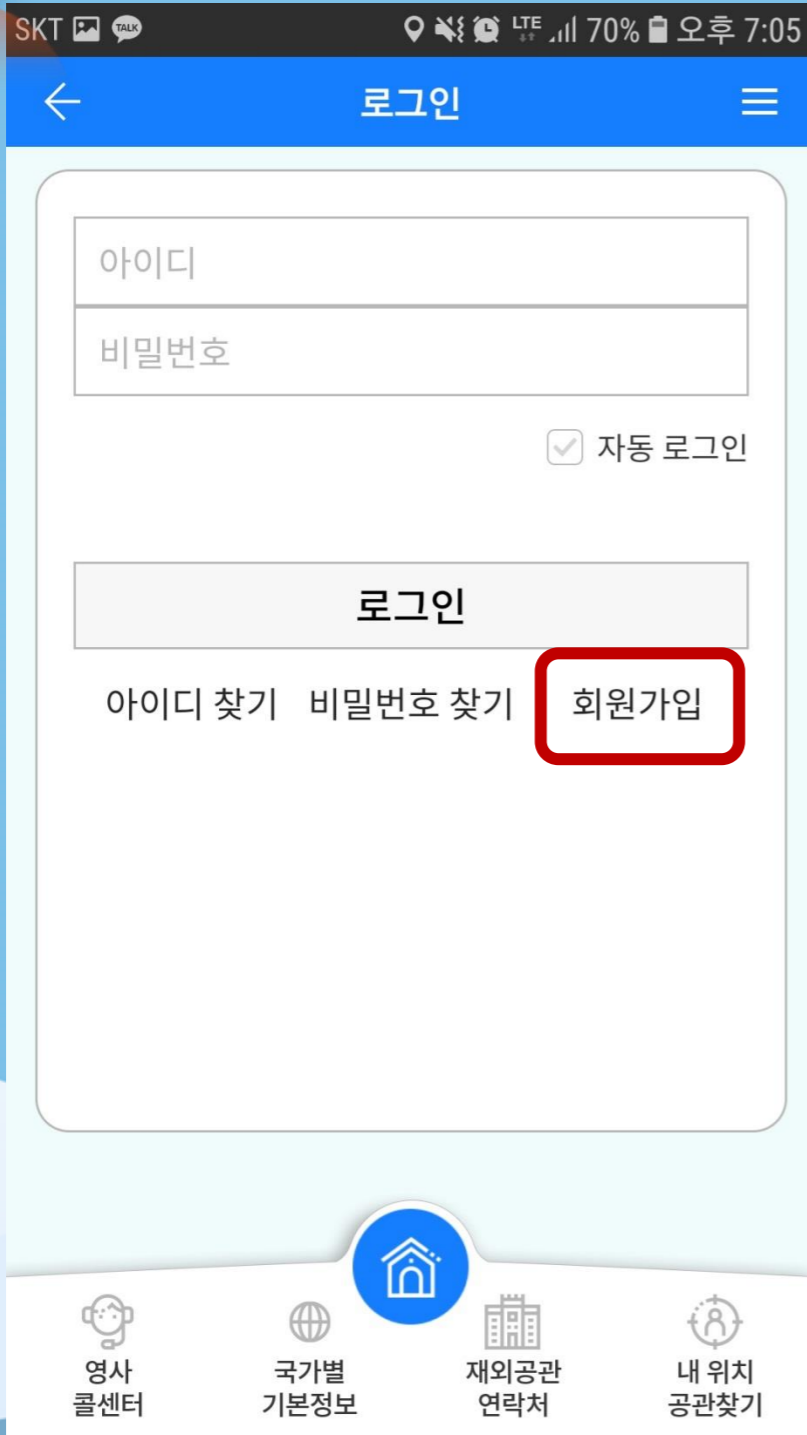 SKT TALK LTE 70% 오후 7:05
로그인
아이디
비밀번호
자동 로그인
로그인
아이디 찾기 비밀번호 찾기 회원가입
영사 국가별 재외공관 내 위치
콜센터 기본정보 연락처 공관찾기